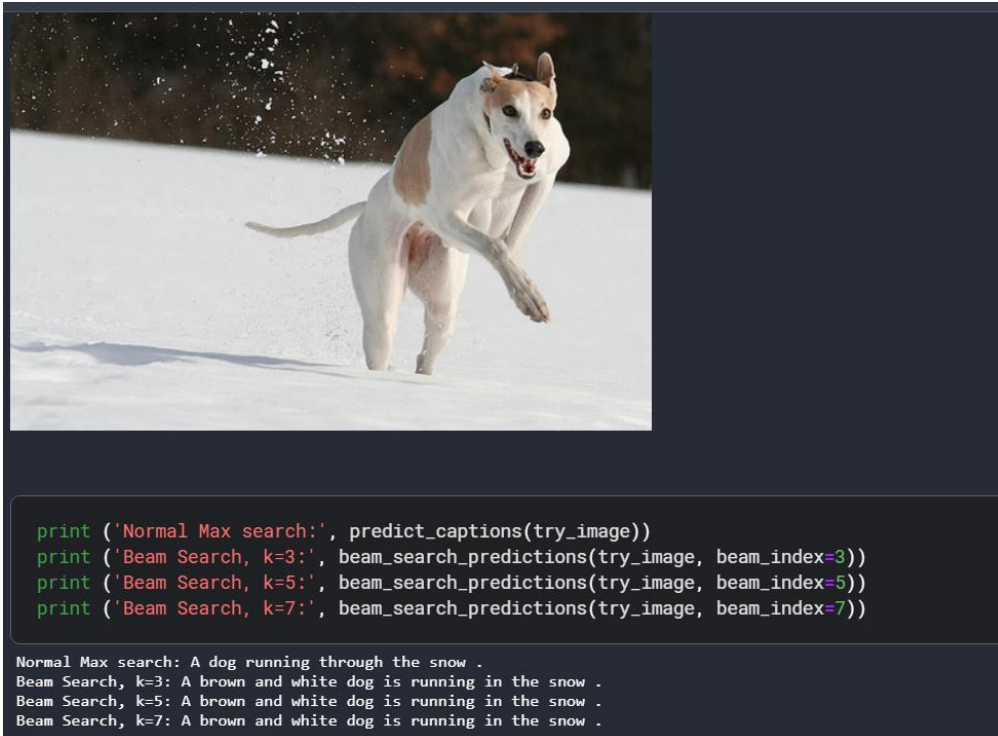 print ('Normal Max search:', predict_captions(try_image))
print ('Beam Search, k=3:', beam_search_predictions(try_image, beam_index=3))
print ('Beam Search, k=5:', beam_search_predictions(try_image, beam_index=5))
print ('Beam Search, k=7:', beam_search_predictions(try_image, beam_index=7))
Normal Max search: A dog running through the snow .
Beam Search, k=3: A brown and white dog is running in the snow .
Beam Search, k=5: A brown and white dog is running in the snow .
Beam Search, k=7: A brown and white dog is running in the snow .